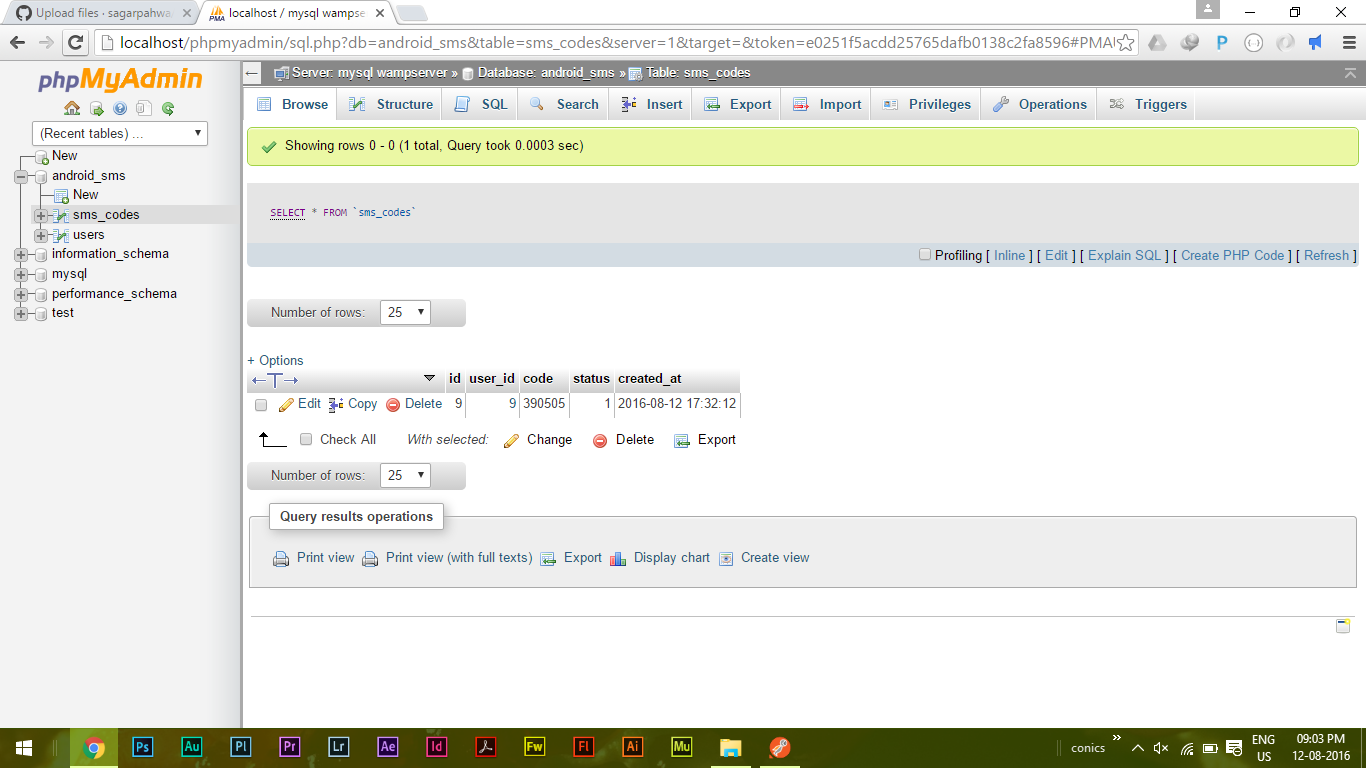 Upload files · sagarpahwa
localhost / mysql wampse
localhost/phpmyadmin/sql.php?db=android_sms&table=sms_codes&server=1&target=&token=e0251f5acdd25765dafb0138c2fa8596#PMAU
phpMyAdmin
(Recent tables) ...
New
android_sms
New
sms_codes
users
information_schema
mysql
performance_schema
test
Server: mysql wampserver » Database: android_sms » Table: sms_codes
Browse Structure SQL Search Insert Export Import Privileges Operations Triggers
Showing rows 0 - 0 (1 total, Query took 0.0003 sec)
SELECT * FROM `sms_codes`
Profiling [ Inline ] [ Edit ] [ Explain SQL ] [ Create PHP Code ] [ Refresh ]
Number of rows: 25
+ Options
id user_id code status created_at
Edit Copy Delete 9 9 390505 1 2016-08-12 17:32:12
Check All With selected: Change Delete Export
Number of rows: 25
Query results operations
Print view Print view (with full texts) Export Display chart Create view
Ps Au Pl Pr Lr Ae Id Fw Fl Ai Mu
conics » ENG 09:03 PM
US 12-08-2016